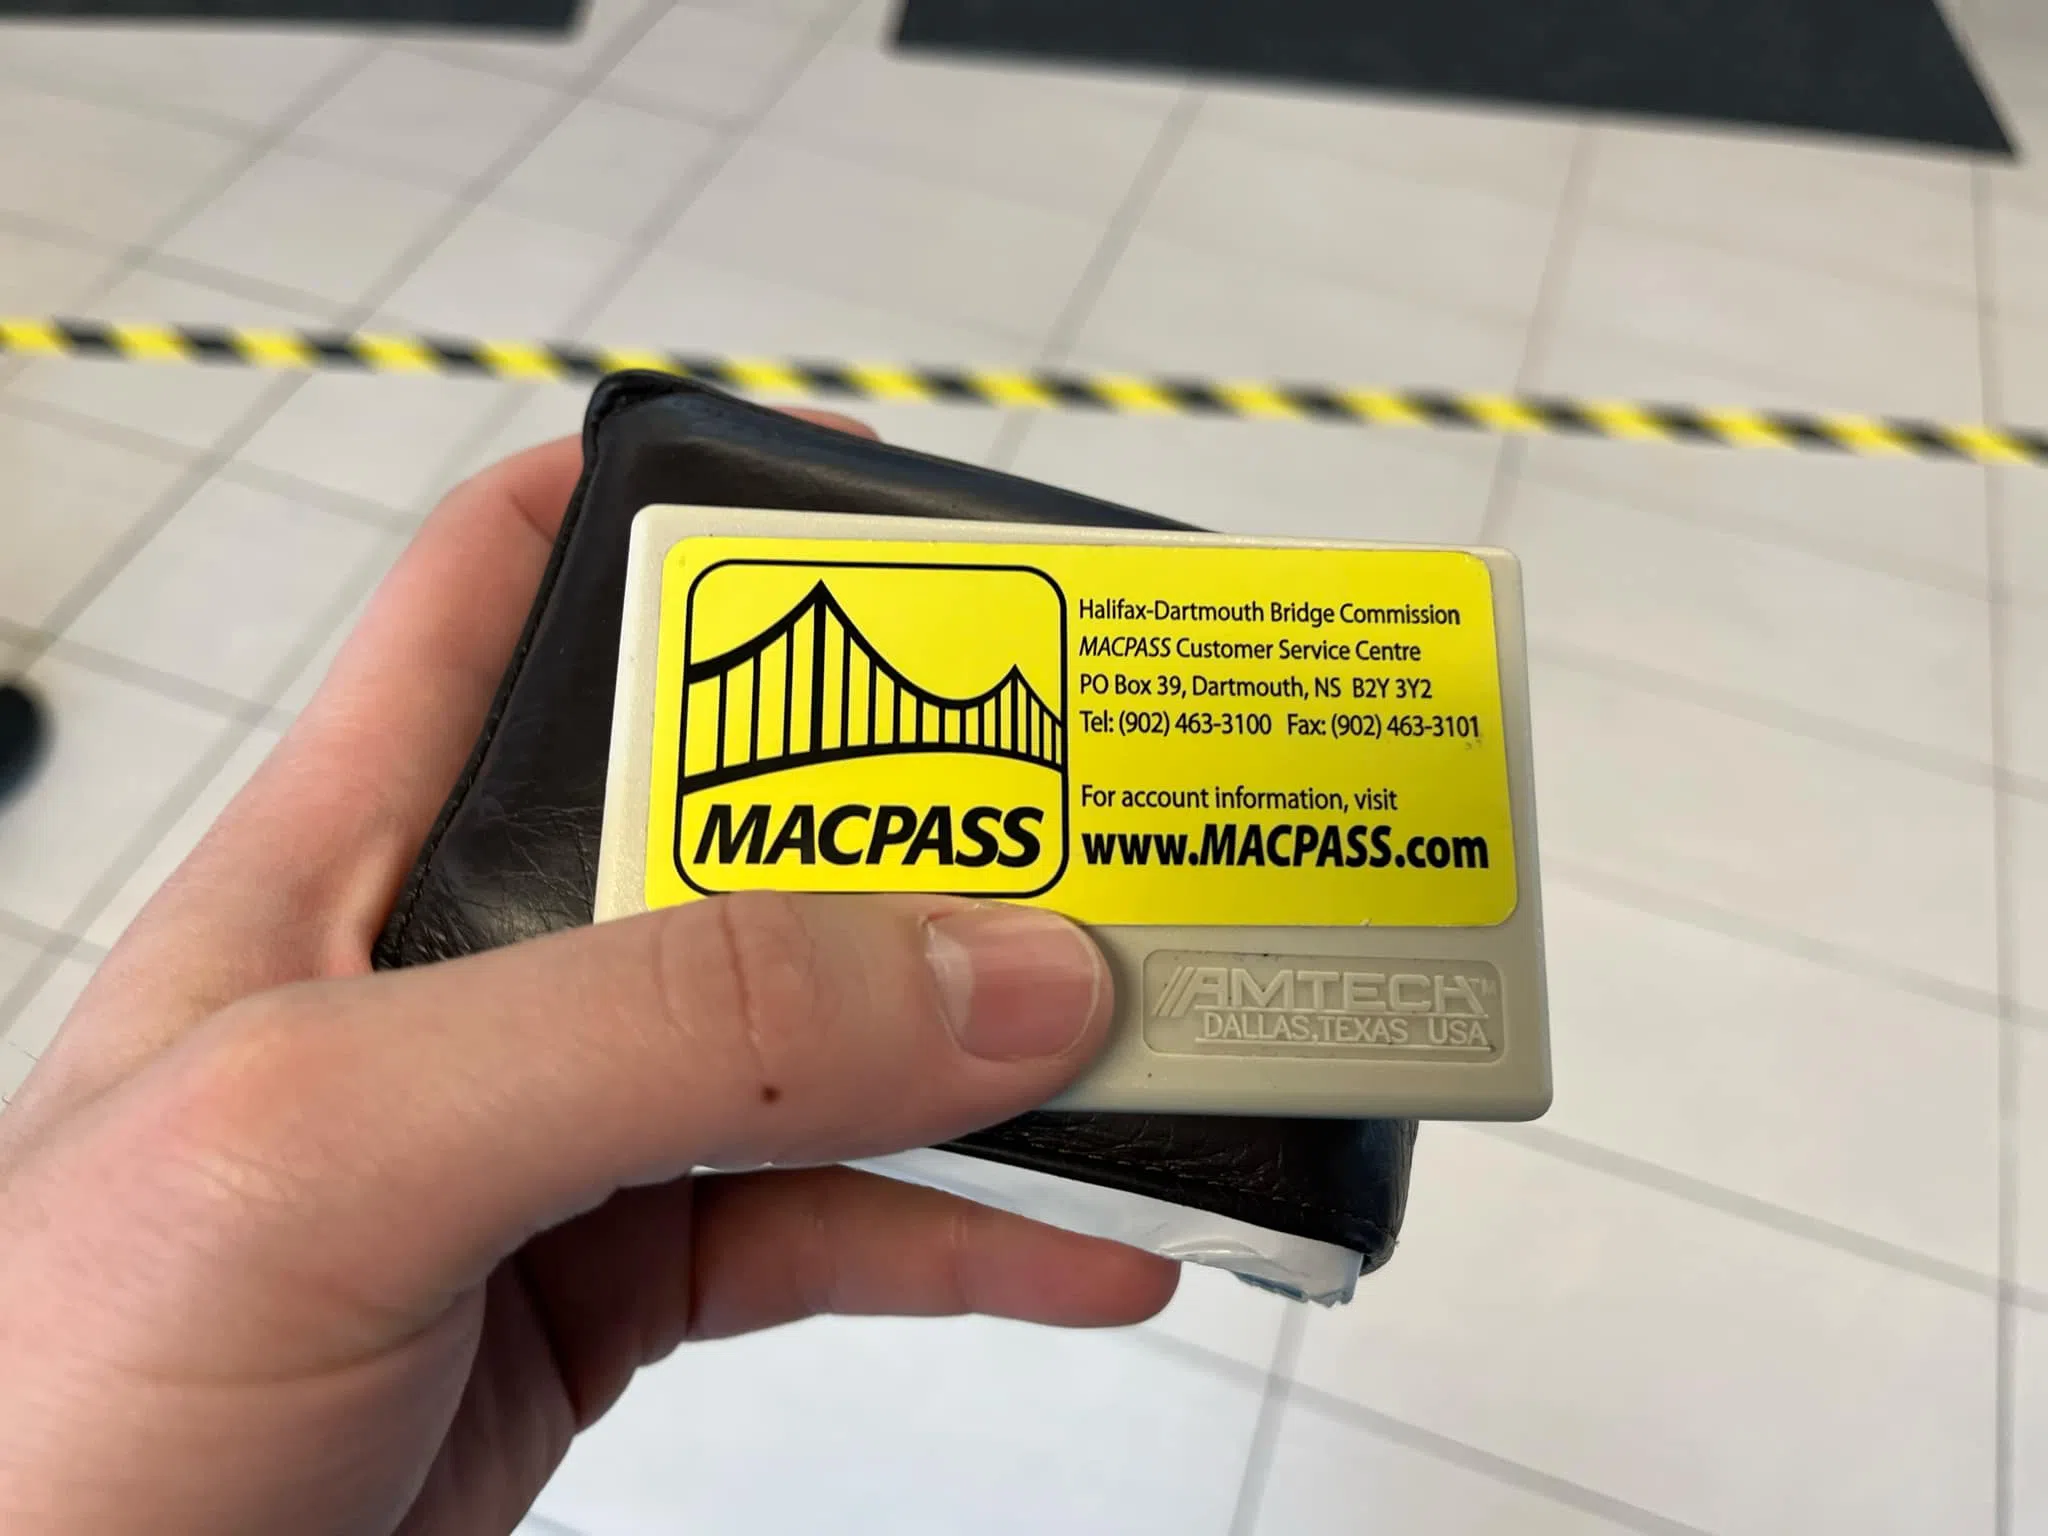 MACPASS
Halifax-Dartmouth Bridge Commission
MACPASS Customer Service Centre
PO Box 39, Dartmouth, NS B2Y 3Y2
Tel: (902) 463-3100 Fax: (902) 463-3101
For account information, visit
www.MACPASS.com
AMTECH™
DALLAS, TEXAS USA